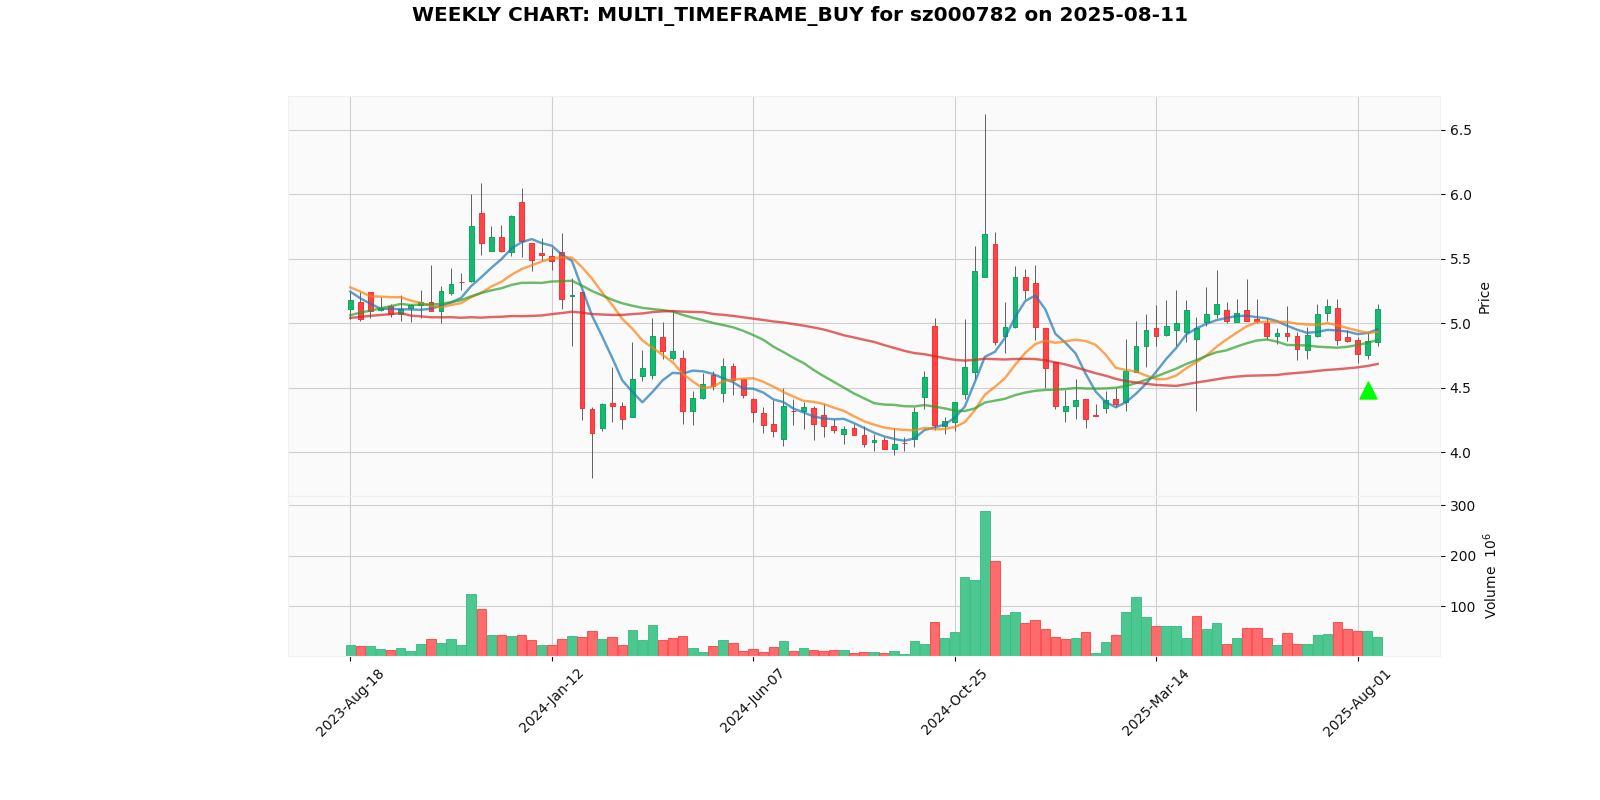 WEEKLY CHART: MULTI_TIMEFRAME_BUY for sz000782 on 2025-08-11
6.5
6.0
5.5
5.0
4.5
4.0
Price
300
200
100
Volume 10⁶
2023-Aug-18
2024-Jan-12
2024-Jun-07
2024-Oct-25
2025-Mar-14
2025-Aug-01